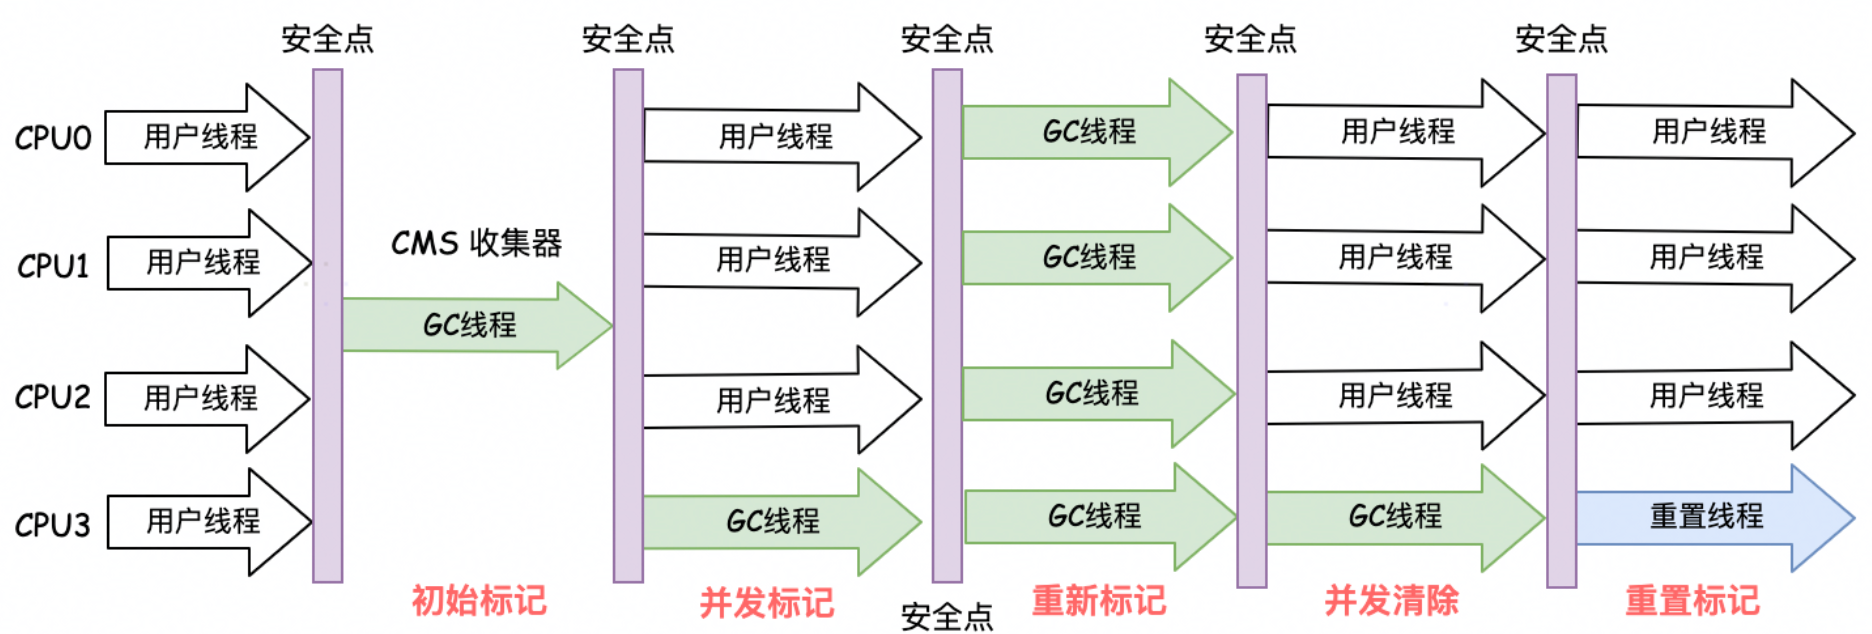 安全点 安全点 安全点 安全点 安全点
CPU0 用户线程 用户线程 GC线程 用户线程 用户线程
CMS 收集器
CPU1 用户线程 用户线程 GC线程 用户线程 用户线程
GC线程
CPU2 用户线程 用户线程 GC线程 用户线程 用户线程
CPU3 用户线程 GC线程 GC线程 GC线程 重置线程
初始标记 并发标记 重新标记 并发清除 重置标记
安全点